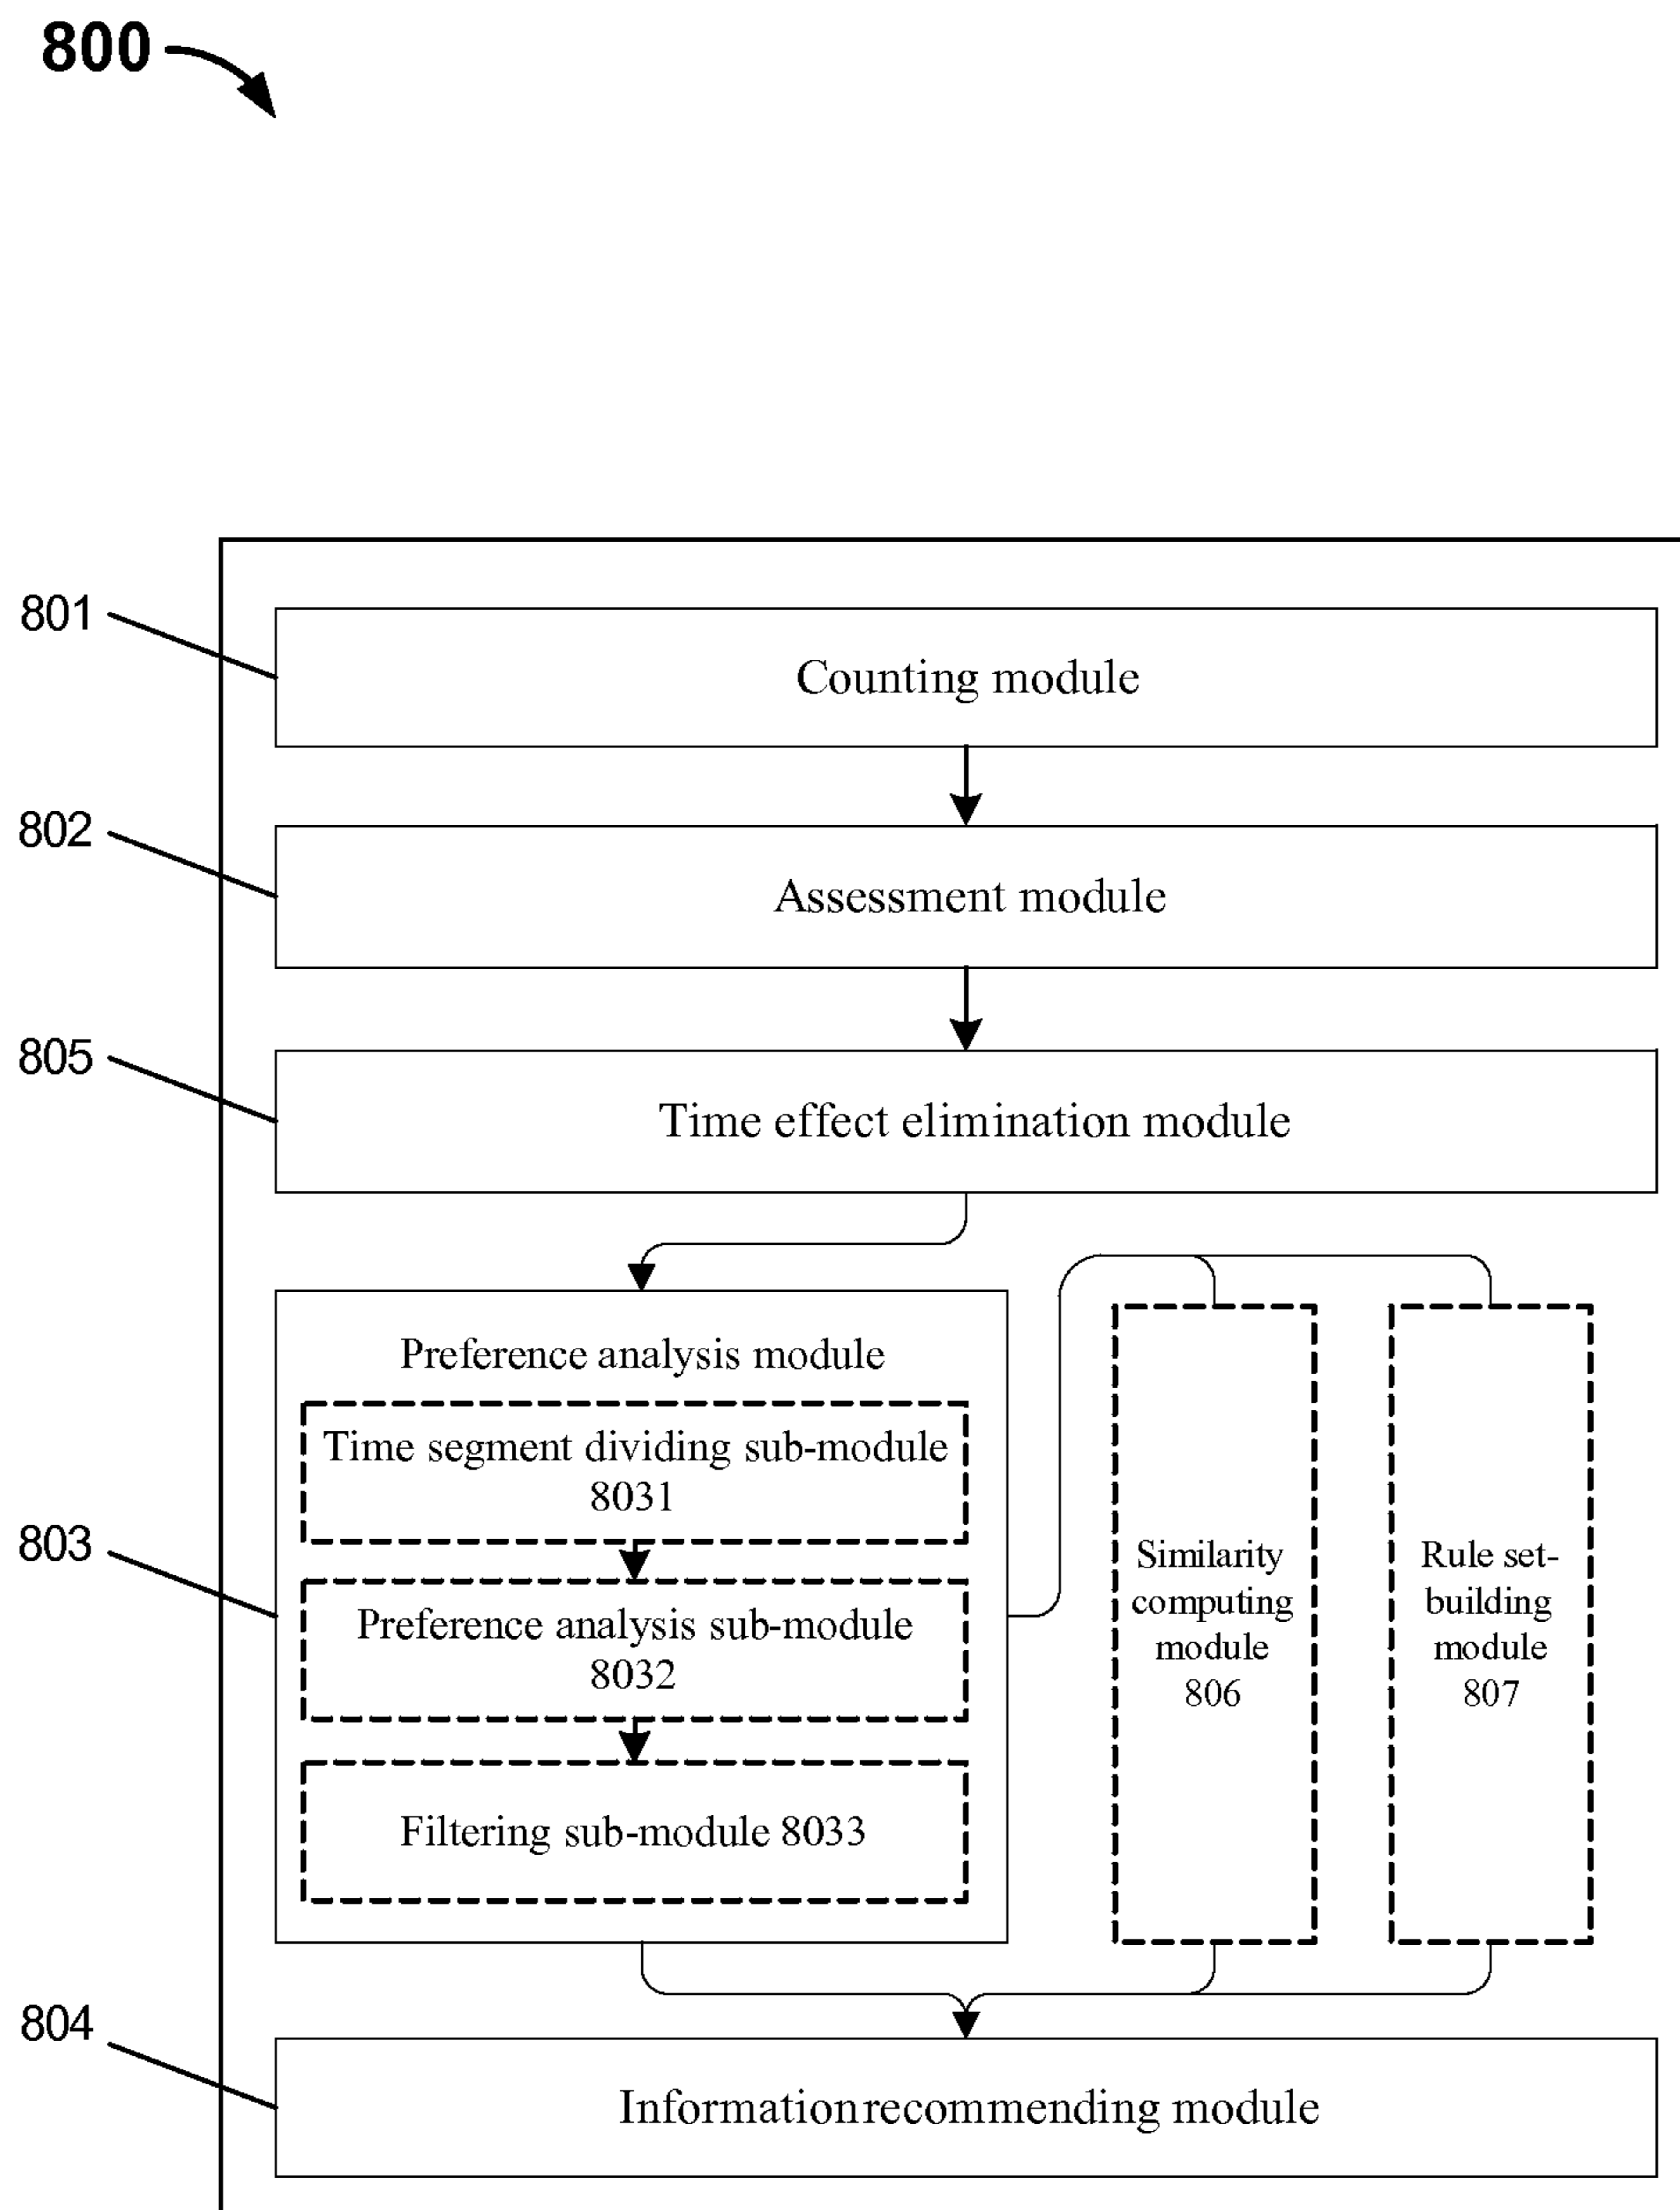 800
801
Counting module
802
Assessment module
805
Time effect elimination module
803
Preference analysis module
Time segment dividing sub-module
8031
Preference analysis sub-module
8032
Filtering sub-module 8033
Similarity
computing
module
806
Rule set-
building
module
807
804
Information recommending module